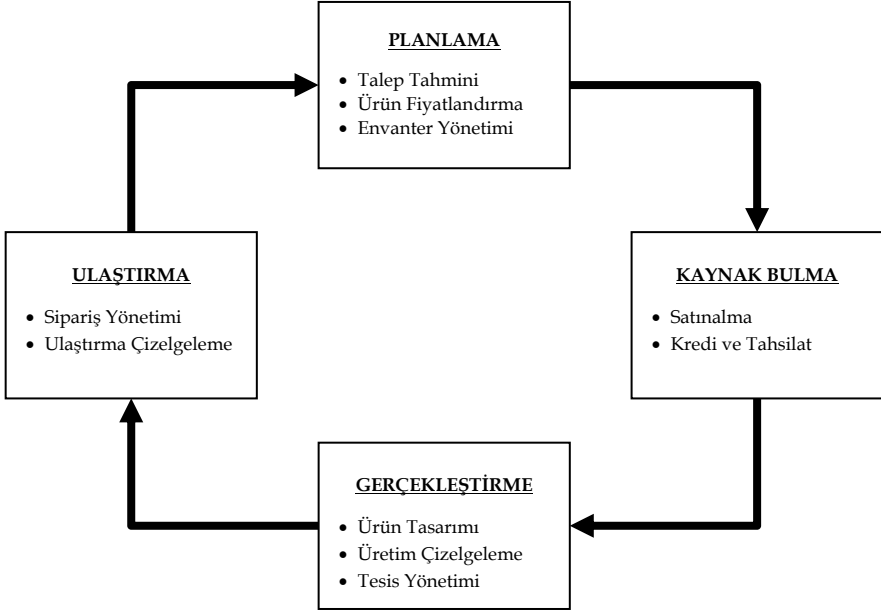 PLANLAMA
• Talep Tahmini
• Ürün Fiyatlandırma
• Envanter Yönetimi
ULAŞTIRMA
• Sipariş Yönetimi
• Ulaştırma Çizelgeleme
KAYNAK BULMA
• Satınalma
• Kredi ve Tahsilat
GERÇEKLEŞTİRME
• Ürün Tasarımı
• Üretim Çizelgeleme
• Tesis Yönetimi